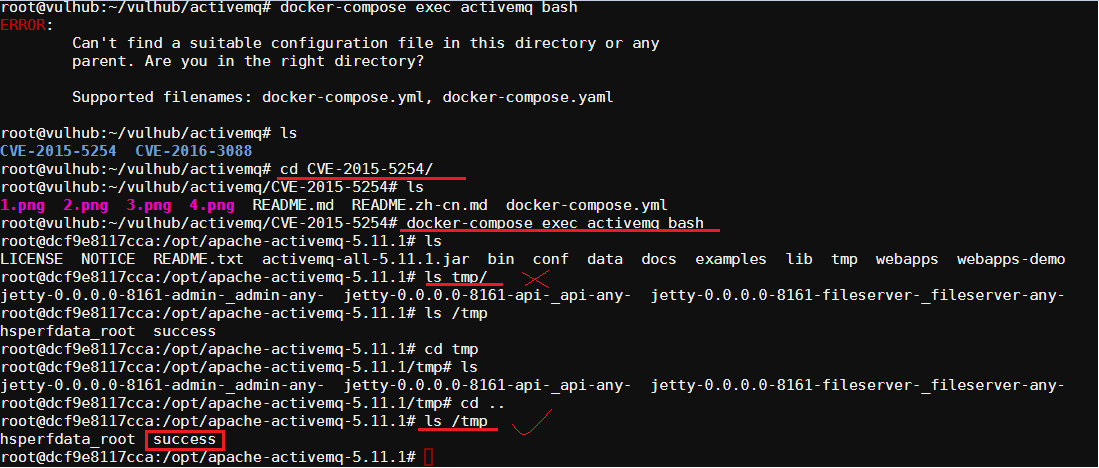 root@vulhub:~/vulhub/activemq# docker-compose exec activemq bash
ERROR:
        Can't find a suitable configuration file in this directory or any
        parent. Are you in the right directory?

        Supported filenames: docker-compose.yml, docker-compose.yaml

root@vulhub:~/vulhub/activemq# ls
CVE-2015-5254  CVE-2016-3088
root@vulhub:~/vulhub/activemq# cd CVE-2015-5254/
root@vulhub:~/vulhub/activemq/CVE-2015-5254# ls
1.png  2.png  3.png  4.png  README.md  README.zh-cn.md  docker-compose.yml
root@vulhub:~/vulhub/activemq/CVE-2015-5254# docker-compose exec activemq bash
root@dcf9e8117cca:/opt/apache-activemq-5.11.1# ls
LICENSE  NOTICE  README.txt  activemq-all-5.11.1.jar  bin  conf  data  docs  examples  lib  tmp  webapps  webapps-demo
root@dcf9e8117cca:/opt/apache-activemq-5.11.1# ls tmp/
jetty-0.0.0.0-8161-admin-_admin-any-  jetty-0.0.0.0-8161-api-_api-any-  jetty-0.0.0.0-8161-fileserver-_fileserver-any-
root@dcf9e8117cca:/opt/apache-activemq-5.11.1# ls /tmp
hsperfdata_root  success
root@dcf9e8117cca:/opt/apache-activemq-5.11.1# cd tmp
root@dcf9e8117cca:/opt/apache-activemq-5.11.1/tmp# ls
jetty-0.0.0.0-8161-admin-_admin-any-  jetty-0.0.0.0-8161-api-_api-any-  jetty-0.0.0.0-8161-fileserver-_fileserver-any-
root@dcf9e8117cca:/opt/apache-activemq-5.11.1/tmp# cd ..
root@dcf9e8117cca:/opt/apache-activemq-5.11.1# ls /tmp
hsperfdata_root  success
root@dcf9e8117cca:/opt/apache-activemq-5.11.1#